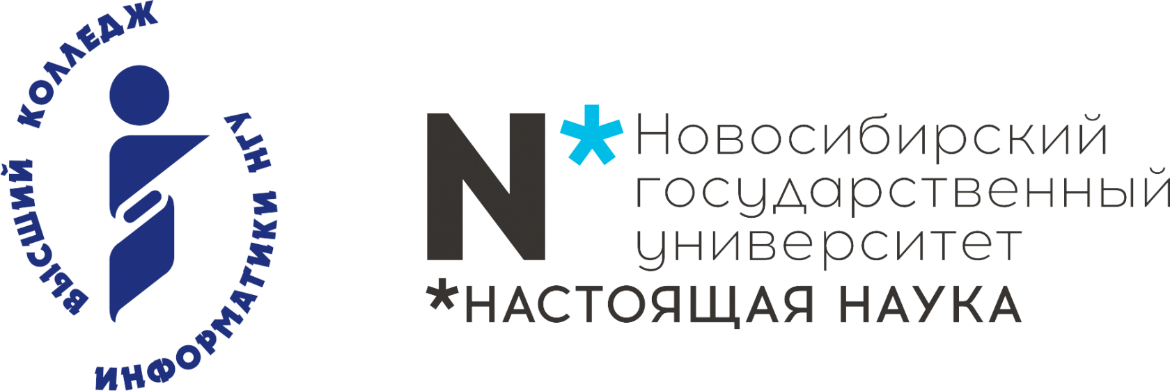 ВЫСШИЙ КОЛЛЕДЖ
ИНФОРМАТИКИ НГУ
N*
Новосибирский
государственный
университет
*НАСТОЯЩАЯ НАУКА